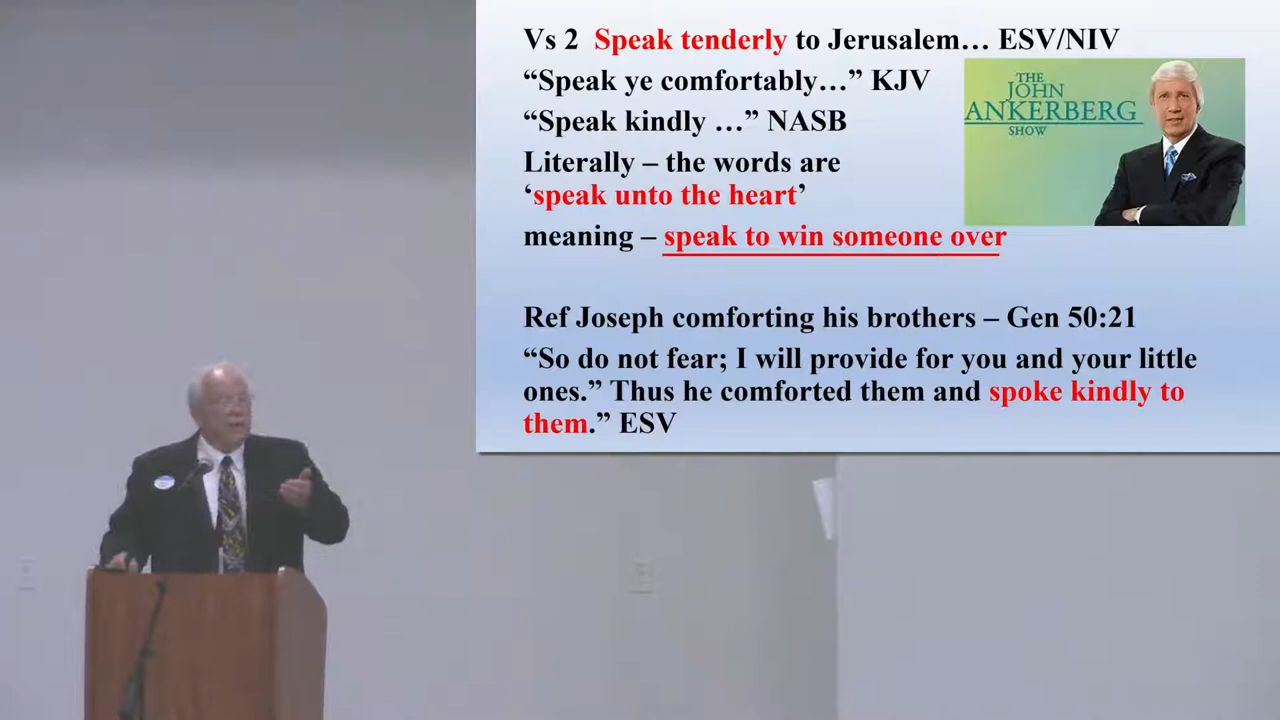 Vs 2 Speak tenderly to Jerusalem… ESV/NIV
“Speak ye comfortably…” KJV
“Speak kindly …” NASB
Literally – the words are
‘speak unto the heart’
meaning – speak to win someone over
THE
JOHN
ANKERBERG
SHOW
Ref Joseph comforting his brothers – Gen 50:21
“So do not fear; I will provide for you and your little
ones.” Thus he comforted them and spoke kindly to
them.” ESV